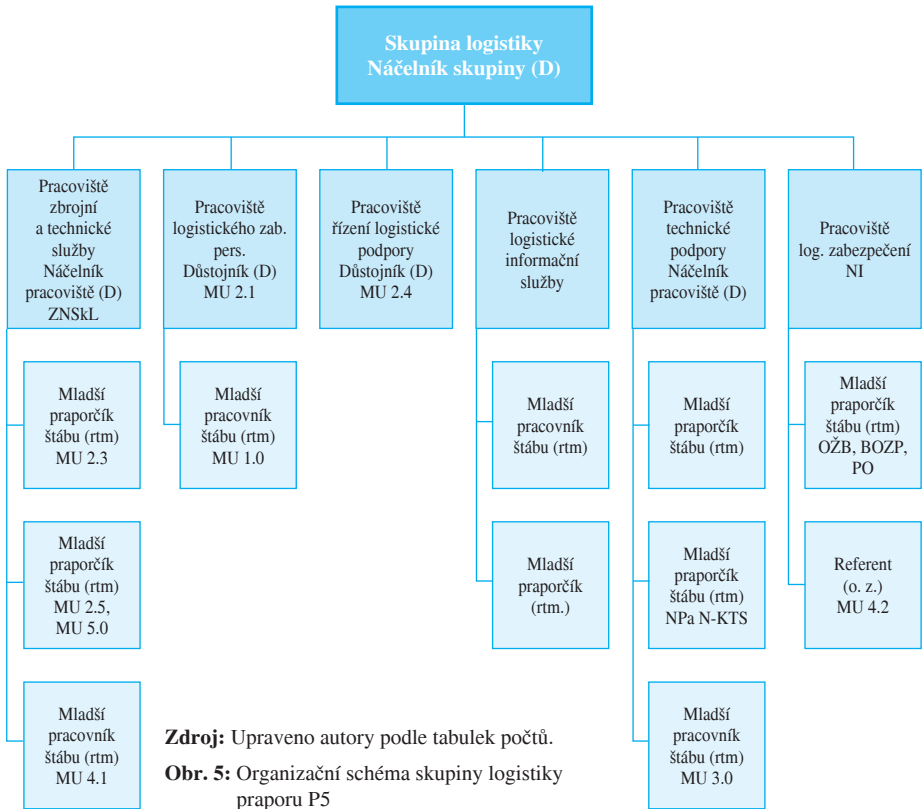 Skupina logistiky
Náčelník skupiny (D)
Pracoviště
zbrojní
a technické
služby
Náčelník
pracoviště (D)
ZNSkL
Pracoviště
logistického zab.
pers.
Důstojník (D)
MU 2.1
Pracoviště
řízení logistické
podpory
Důstojník (D)
MU 2.4
Pracoviště
logistické
informační
služby
Pracoviště
technické
podpory
Náčelník
pracoviště (D)
Pracoviště
log. zabezpečení
NI
Mladší
praporčík
štábu (rtm)
MU 2.3
Mladší
pracovník
štábu (rtm)
MU 1.0
Mladší
pracovník
štábu (rtm)
Mladší
praporčík
štábu (rtm)
Mladší
praporčík
štábu (rtm)
OŽB, BOZP,
PO
Mladší
praporčík
štábu (rtm)
MU 2.5,
MU 5.0
Mladší
praporčík
(rtm.)
Mladší
praporčík
štábu (rtm)
NPa N-KTS
Referent
(o. z.)
MU 4.2
Mladší
pracovník
štábu (rtm)
MU 4.1
Mladší
pracovník
štábu (rtm)
MU 3.0
Zdroj: Upraveno autory podle tabulek počtů.
Obr. 5: Organizační schéma skupiny logistiky
praporu P5